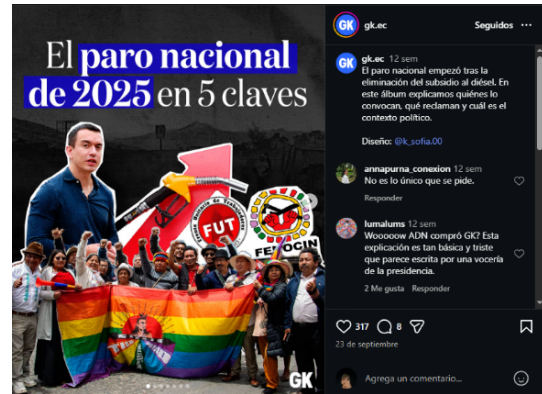 El paro nacional
de 2025 en 5 claves
FUT
FENOCIN
GK
GK
gk.ec
Seguidos
GK
gk.ec 12 sem
El paro nacional empezó tras la
eliminación del subsidio al diésel. En
este álbum explicamos quiénes lo
convocan, qué reclaman y cuál es el
contexto político.
Diseño: @k_sofia.00
annapurna_conexion 12 sem
No es lo único que se pide.
Responder
lumalums 12 sem
Wooooow ADN compró GK? Esta
explicación es tan básica y triste
que parece escrita por una vocería
de la presidencia.
2 Me gusta Responder
317 8
23 de septiembre
Agrega un comentario...